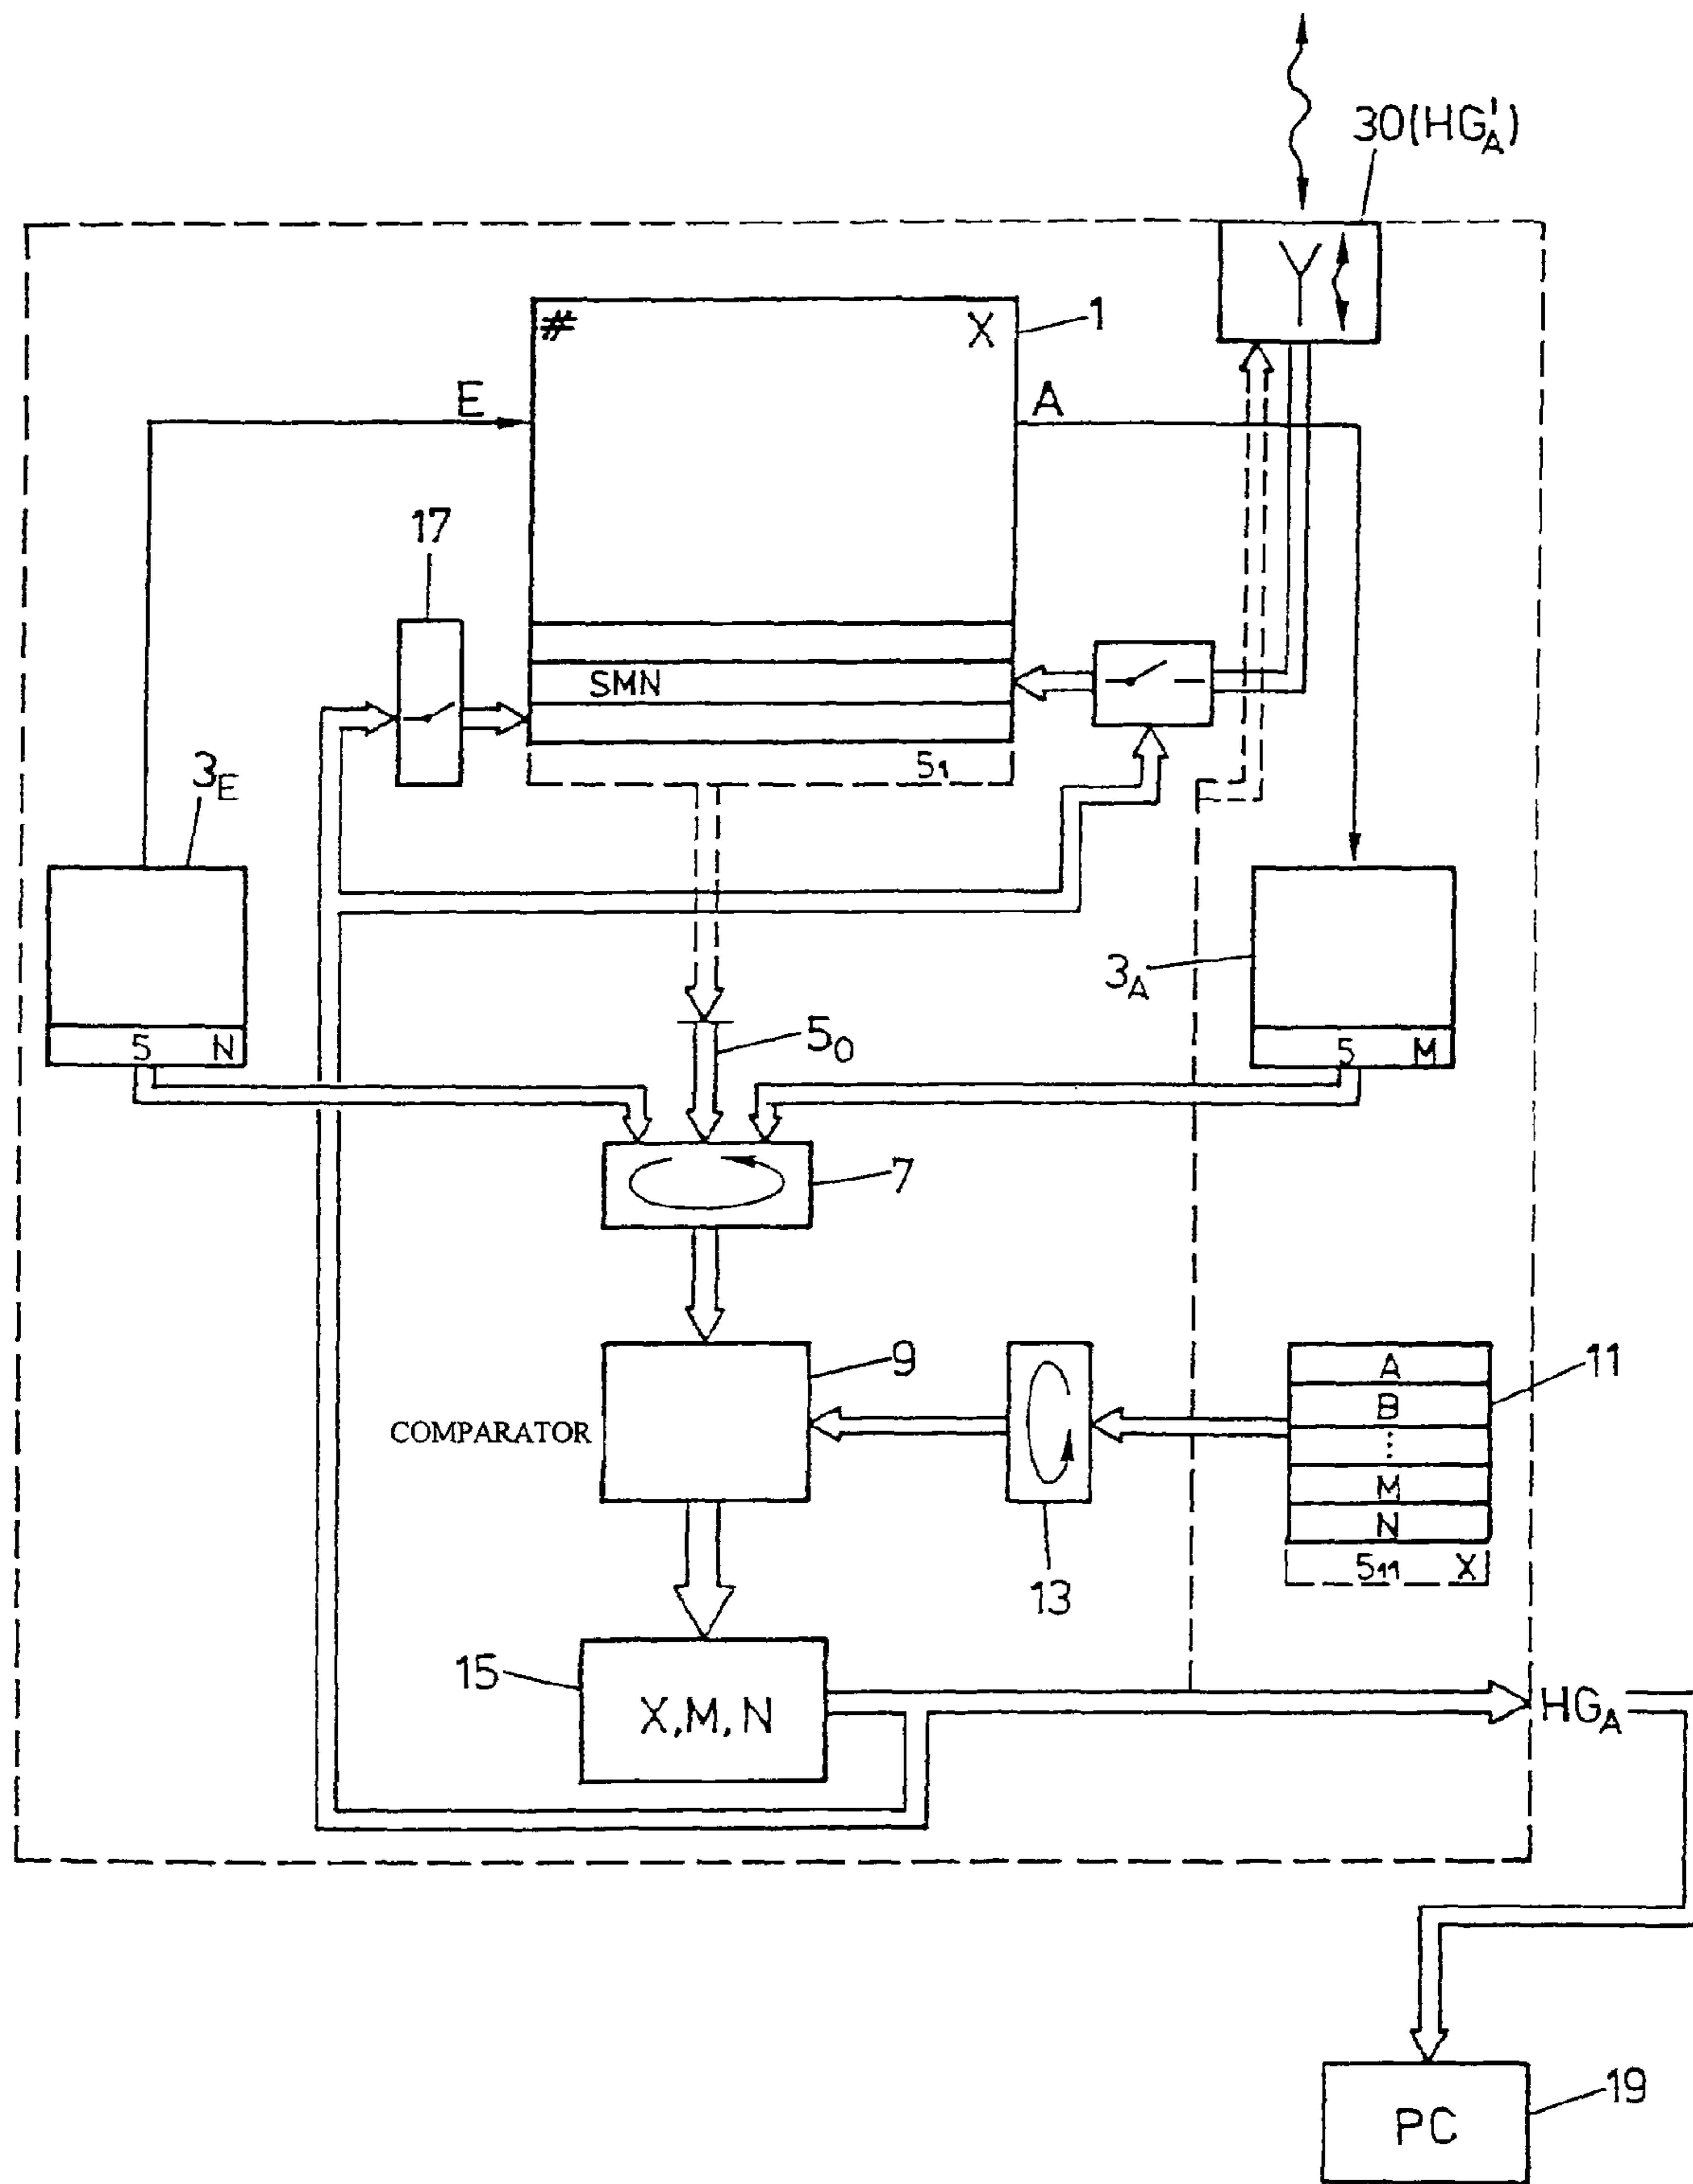 30(HG'A)
# X
1
E
A
17
SMN
51
3E
3A
5 N
50
5 M
7
9
A
11
B
COMPARATOR
⋮
M
N
511 X
13
15
X,M,N
HGA
19
PC